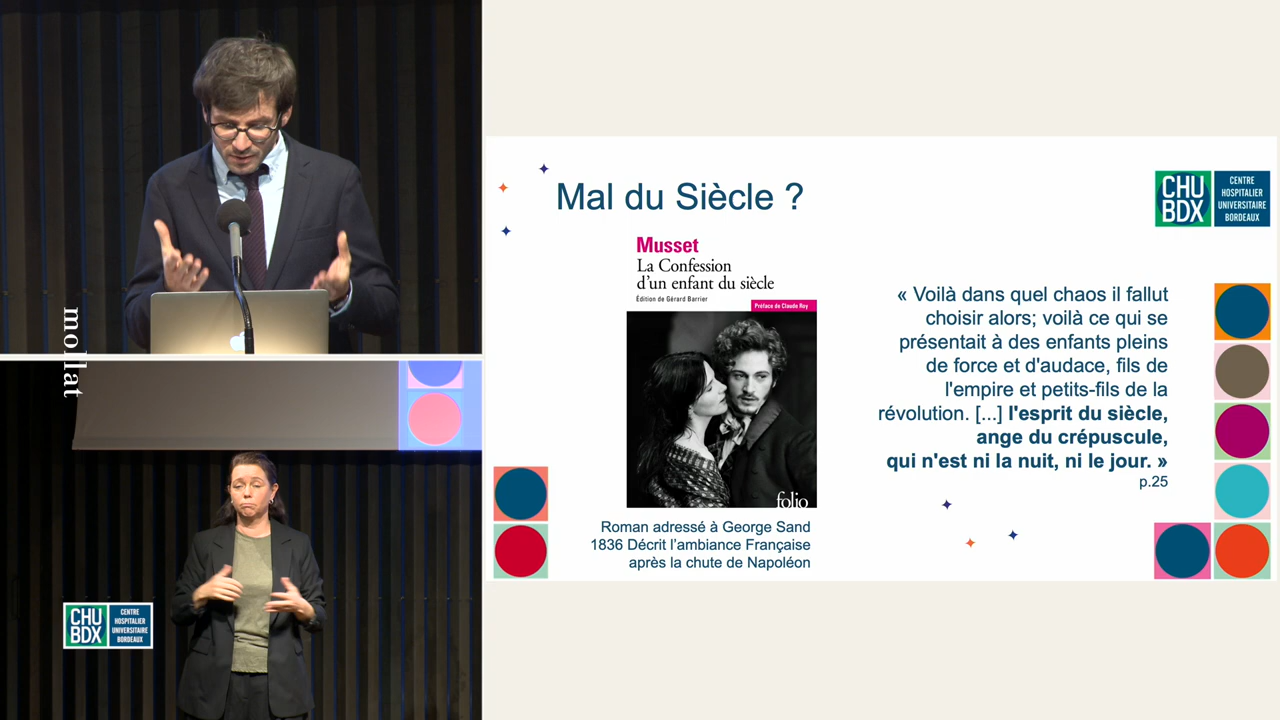 mollat
CHU
BDX
CENTRE
HOSPITALIER
UNIVERSITAIRE
BORDEAUX
Mal du Siècle ?
CHU
BDX
CENTRE
HOSPITALIER
UNIVERSITAIRE
BORDEAUX
Musset
La Confession
d'un enfant du siècle
Édition de Gérard Barrier
Préface de Claude Roy
folio
Roman adressé à George Sand
1836 Décrit l'ambiance Française
après la chute de Napoléon
« Voilà dans quel chaos il fallut
choisir alors; voilà ce qui se
présentait à des enfants pleins
de force et d'audace, fils de
l'empire et petits-fils de la
révolution. [...] l'esprit du siècle,
ange du crépuscule,
qui n'est ni la nuit, ni le jour. »
p.25